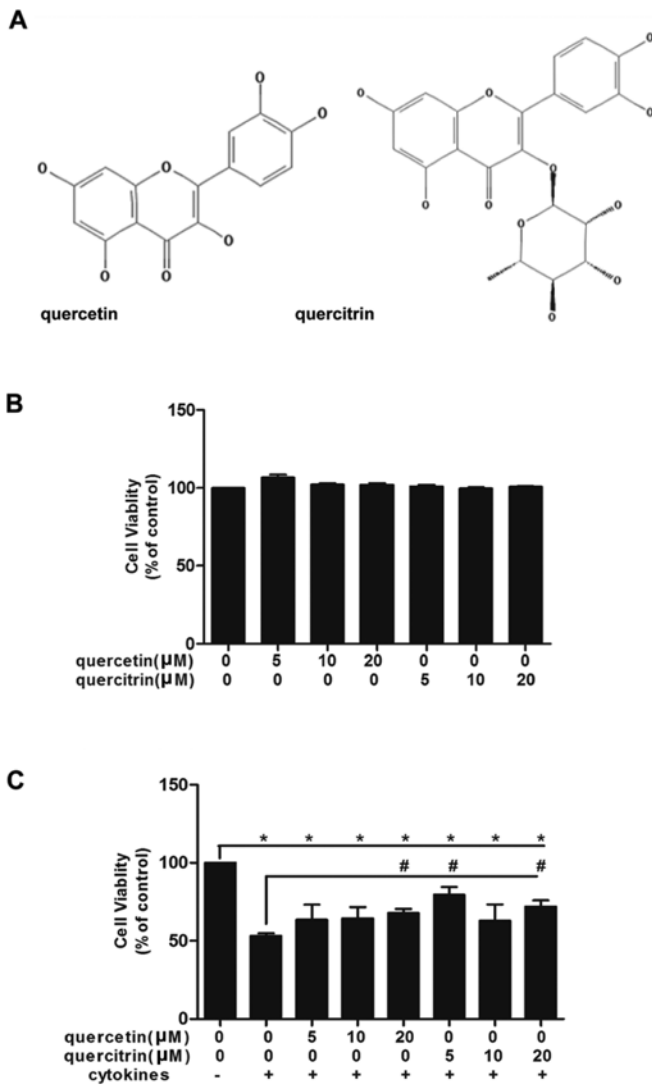 A
O O O O O O O
O O O O O O O O O O O
quercetin quercitrin
B
150
100
50
0
Cell Viablity
(% of control)
quercetin(μM) 0 5 10 20 0 0 0
quercitrin(μM) 0 0 0 0 5 10 20
C
150
100
50
0
Cell Viablity
(% of control)
* * * * * * *
# # #
quercetin(μM) 0 0 5 10 20 0 0 0
quercitrin(μM) 0 0 0 0 0 5 10 20
cytokines - + + + + + + +